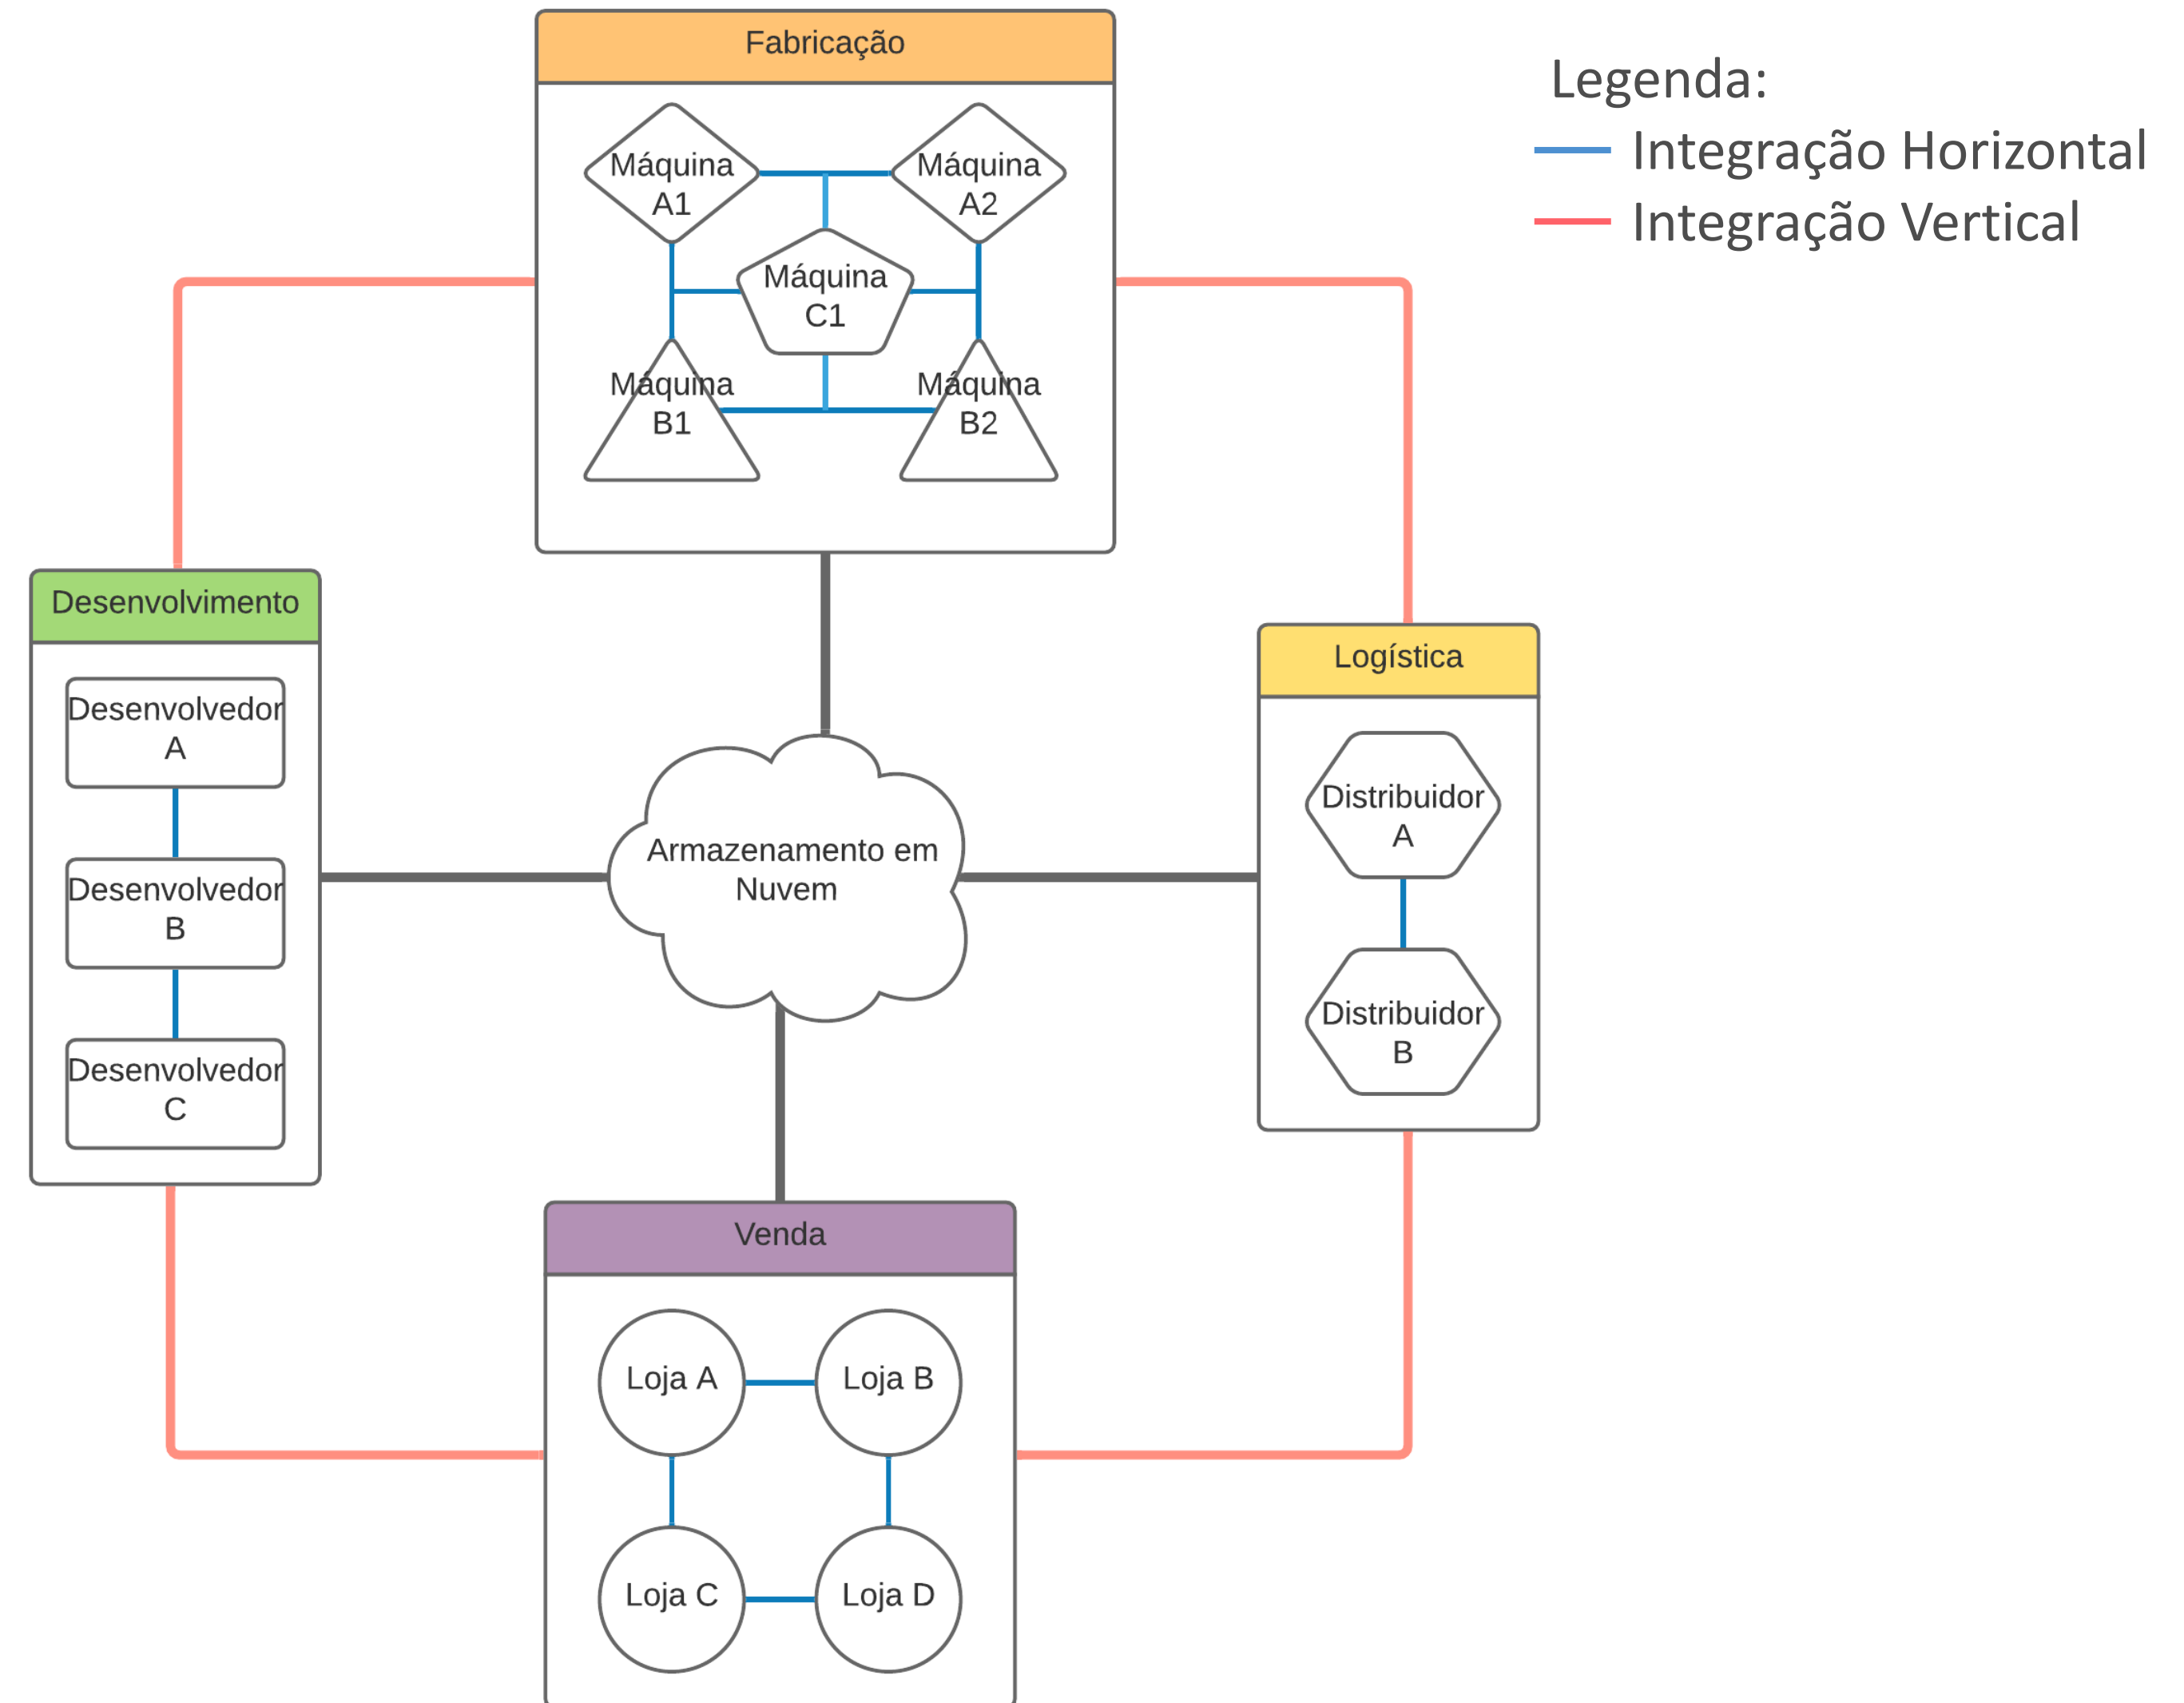 Fabricação
Legenda:
Integração Horizontal
Integração Vertical
Máquina
A1
Máquina
A2
Máquina
C1
Máquina
B1
Máquina
B2
Desenvolvimento
Desenvolvedor
A
Desenvolvedor
B
Desenvolvedor
C
Armazenamento em
Nuvem
Logística
Distribuidor
A
Distribuidor
B
Venda
Loja A
Loja B
Loja C
Loja D